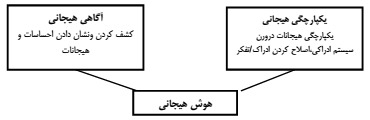 یکپارچگی هیجانی
یکپارچگی هیجانات درورن
سیستم ادراکی،اصلاح کردن ادراک/تفکر
آگاهی هیجانی
کشف کردن ونشان دادن احساسات و
هیجانات
هوش هیجانی